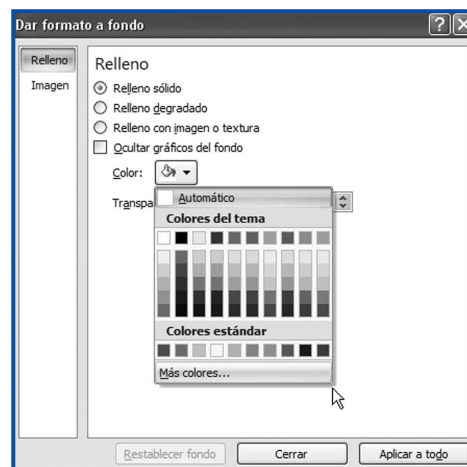 Dar formato a fondo
Relleno
Imagen
Relleno
Relleno sólido
Relleno degradado
Relleno con imagen o textura
Ocultar gráficos del fondo
Color:
Automático
Transpa
Colores del tema
Colores estándar
Más colores...
Restablecer fondo
Cerrar
Aplicar a todo